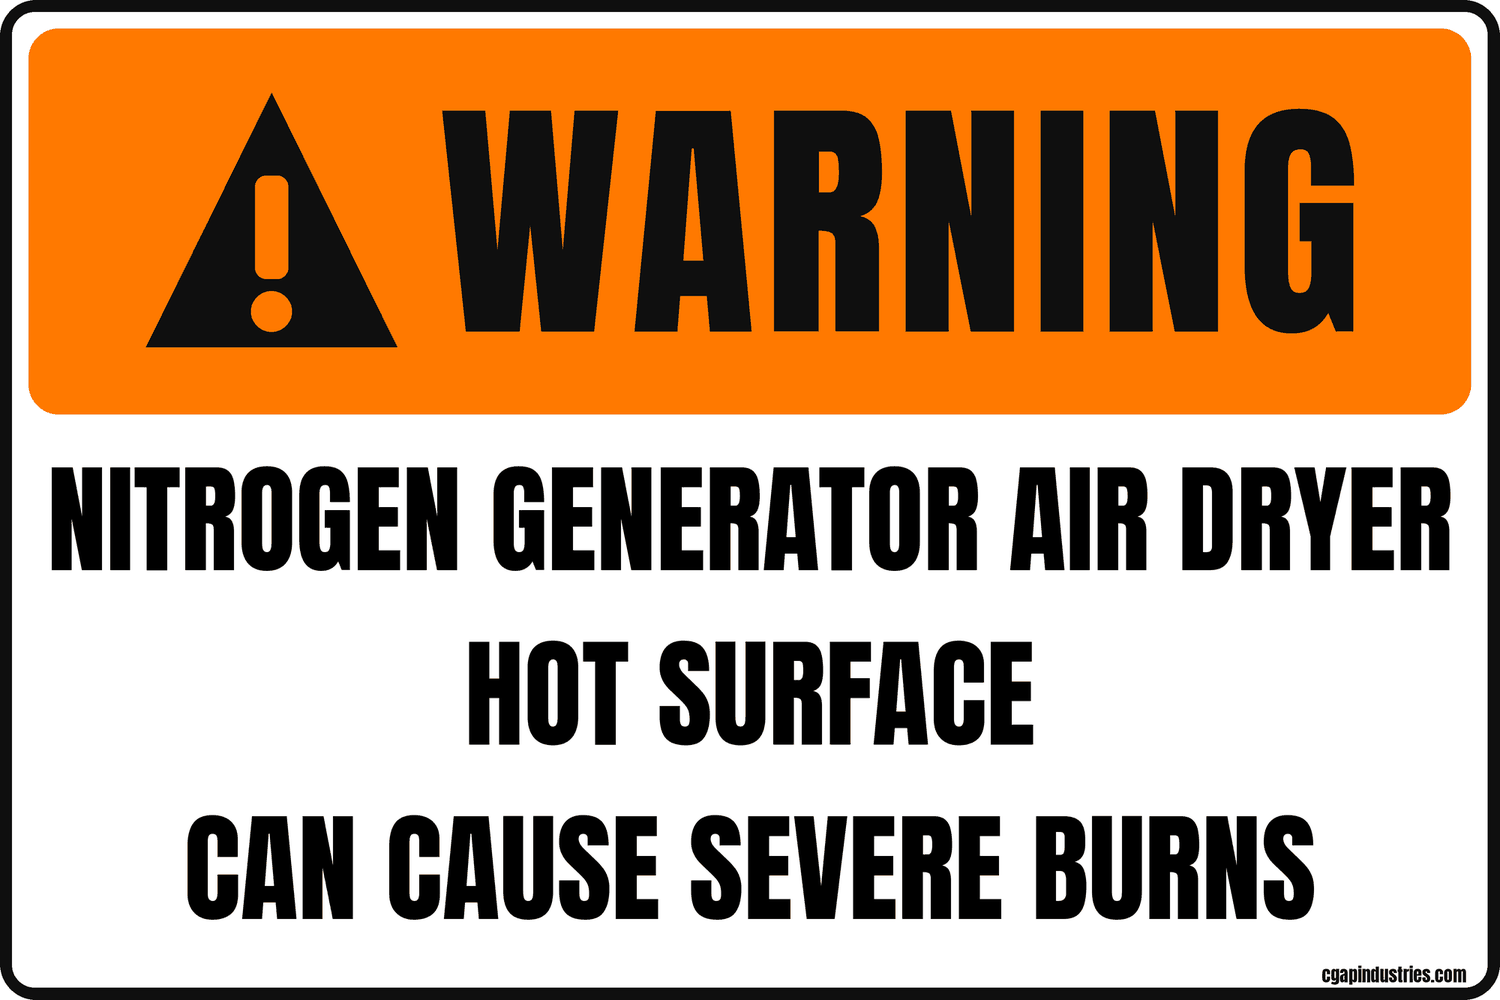 WARNING
NITROGEN GENERATOR AIR DRYER
HOT SURFACE
CAN CAUSE SEVERE BURNS
cgapindustries.com